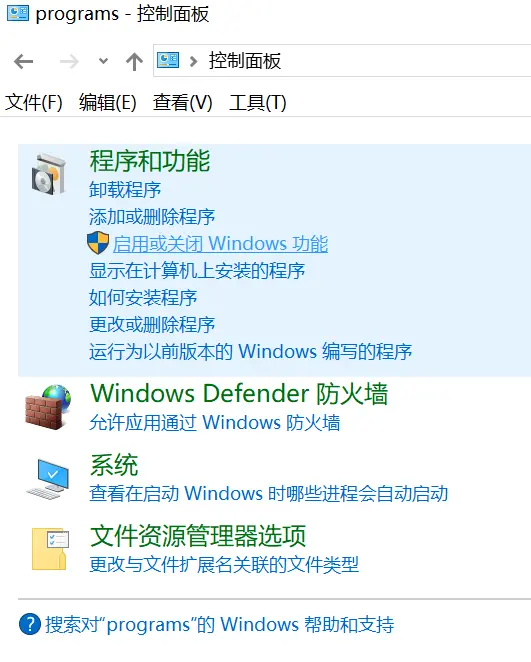 programs - 控制面板
控制面板
文件(F) 编辑(E) 查看(V) 工具(T)
程序和功能
卸载程序
添加或删除程序
启用或关闭 Windows 功能
显示在计算机上安装的程序
如何安装程序
更改或删除程序
运行为以前版本的 Windows 编写的程序
Windows Defender 防火墙
允许应用通过 Windows 防火墙
系统
查看在启动 Windows 时哪些进程会自动启动
文件资源管理器选项
更改与文件扩展名关联的文件类型
?搜索对“programs”的 Windows 帮助和支持